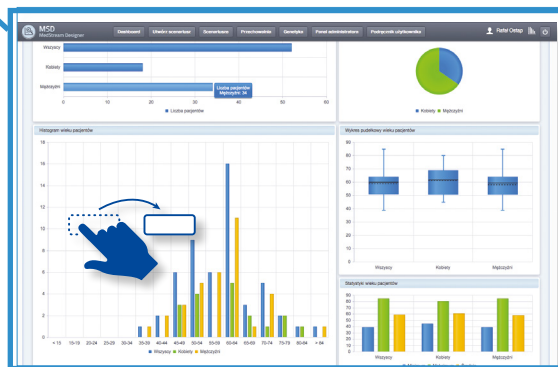 MSD
MedStream Designer
Dashboard Utwórz scenariusz Scenariusze Przechowalnia Genetyka Panel administratora Podręcznik użytkownika
Rafał Ostap
Wszyscy
Kobiety
Mężczyźni
Liczba pacjentów
Mężczyźni: 34
0 10 20 30 40 50 60
Liczba pacjentów
Kobiety Mężczyźni
Histogram wieku pacjentów
18
16
14
12
10
8
6
4
2
0
< 15 15-19 20-24 25-29 30-34 35-39 40-44 45-49 50-54 55-59 60-64 65-69 70-74 75-79 80-84 > 84
Wszyscy Kobiety Mężczyźni
Wykres pudełkowy wieku pacjentów
90
80
70
60
50
40
30
20
10
0
Wszyscy Kobiety Mężczyźni
Statystyki wieku pacjentów
90
80
70
60
50
40
30
20
10
0
Wszyscy Kobiety Mężczyźni